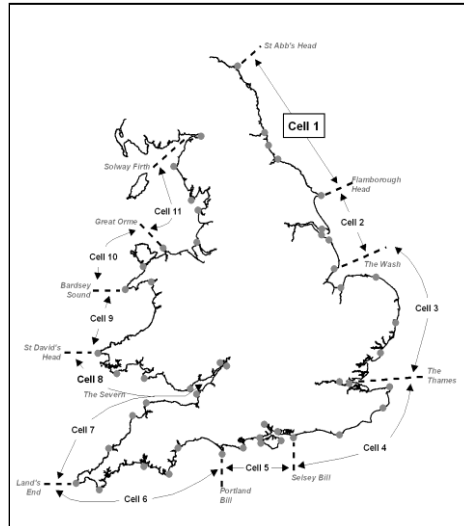 St Abb's Head
Cell 1
Solway Firth
Flamborough
Head
Great Orme
Cell 11
Cell 2
Cell 10
The Wash
Bardsey
Sound
Cell 9
Cell 3
St David's
Head
The
Thames
Cell 8
The Severn
Cell 7
Cell 4
Land's
End
Cell 6
Cell 5
Selsey Bill
Portland
Bill